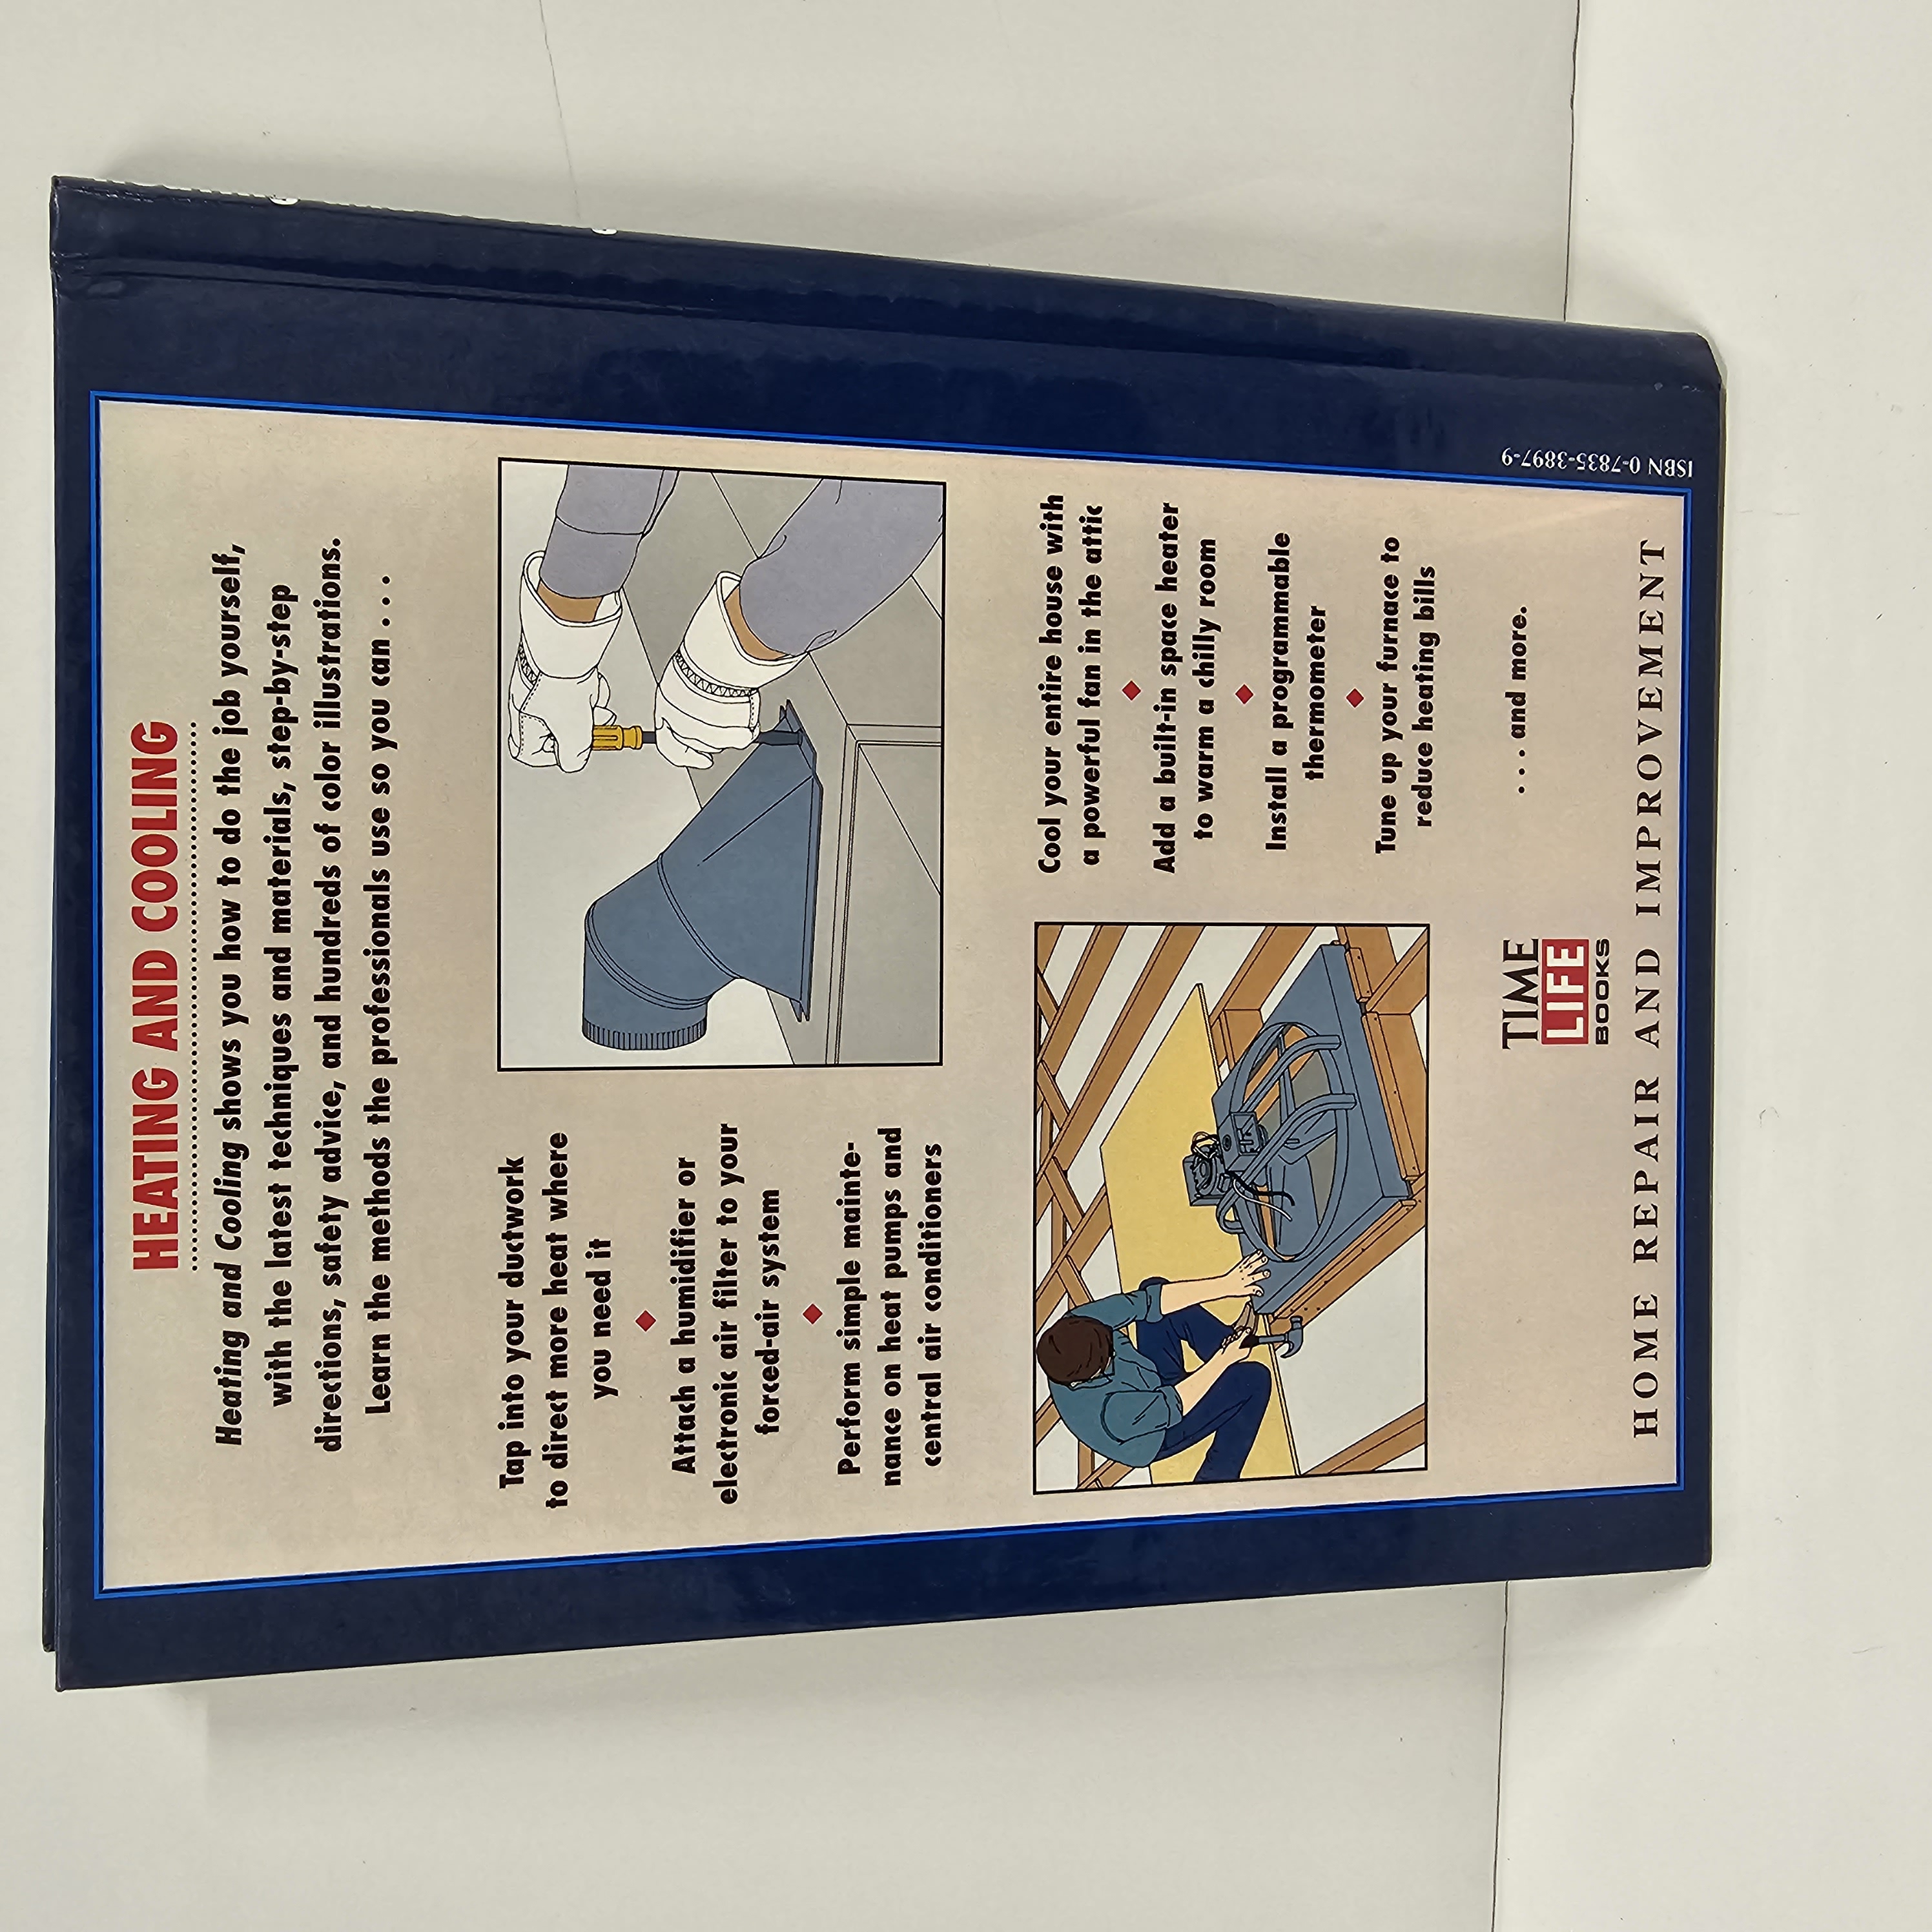 HEATING AND COOLING
Heating and Cooling shows you how to do the job yourself,
with the latest techniques and materials, step-by-step
directions, safety advice, and hundreds of color illustrations.
Learn the methods the professionals use so you can . . .
Tap into your ductwork
to direct more heat where
you need it
Attach a humidifier or
electronic air filter to your
forced-air system
Perform simple mainte-
nance on heat pumps and
central air conditioners
Cool your entire house with
a powerful fan in the attic
Add a built-in space heater
to warm a chilly room
Install a programmable
thermometer
Tune up your furnace to
reduce heating bills
. . . and more.
TIME
LIFE
BOOKS
HOME REPAIR AND IMPROVEMENT
ISBN 0-7835-3897-9